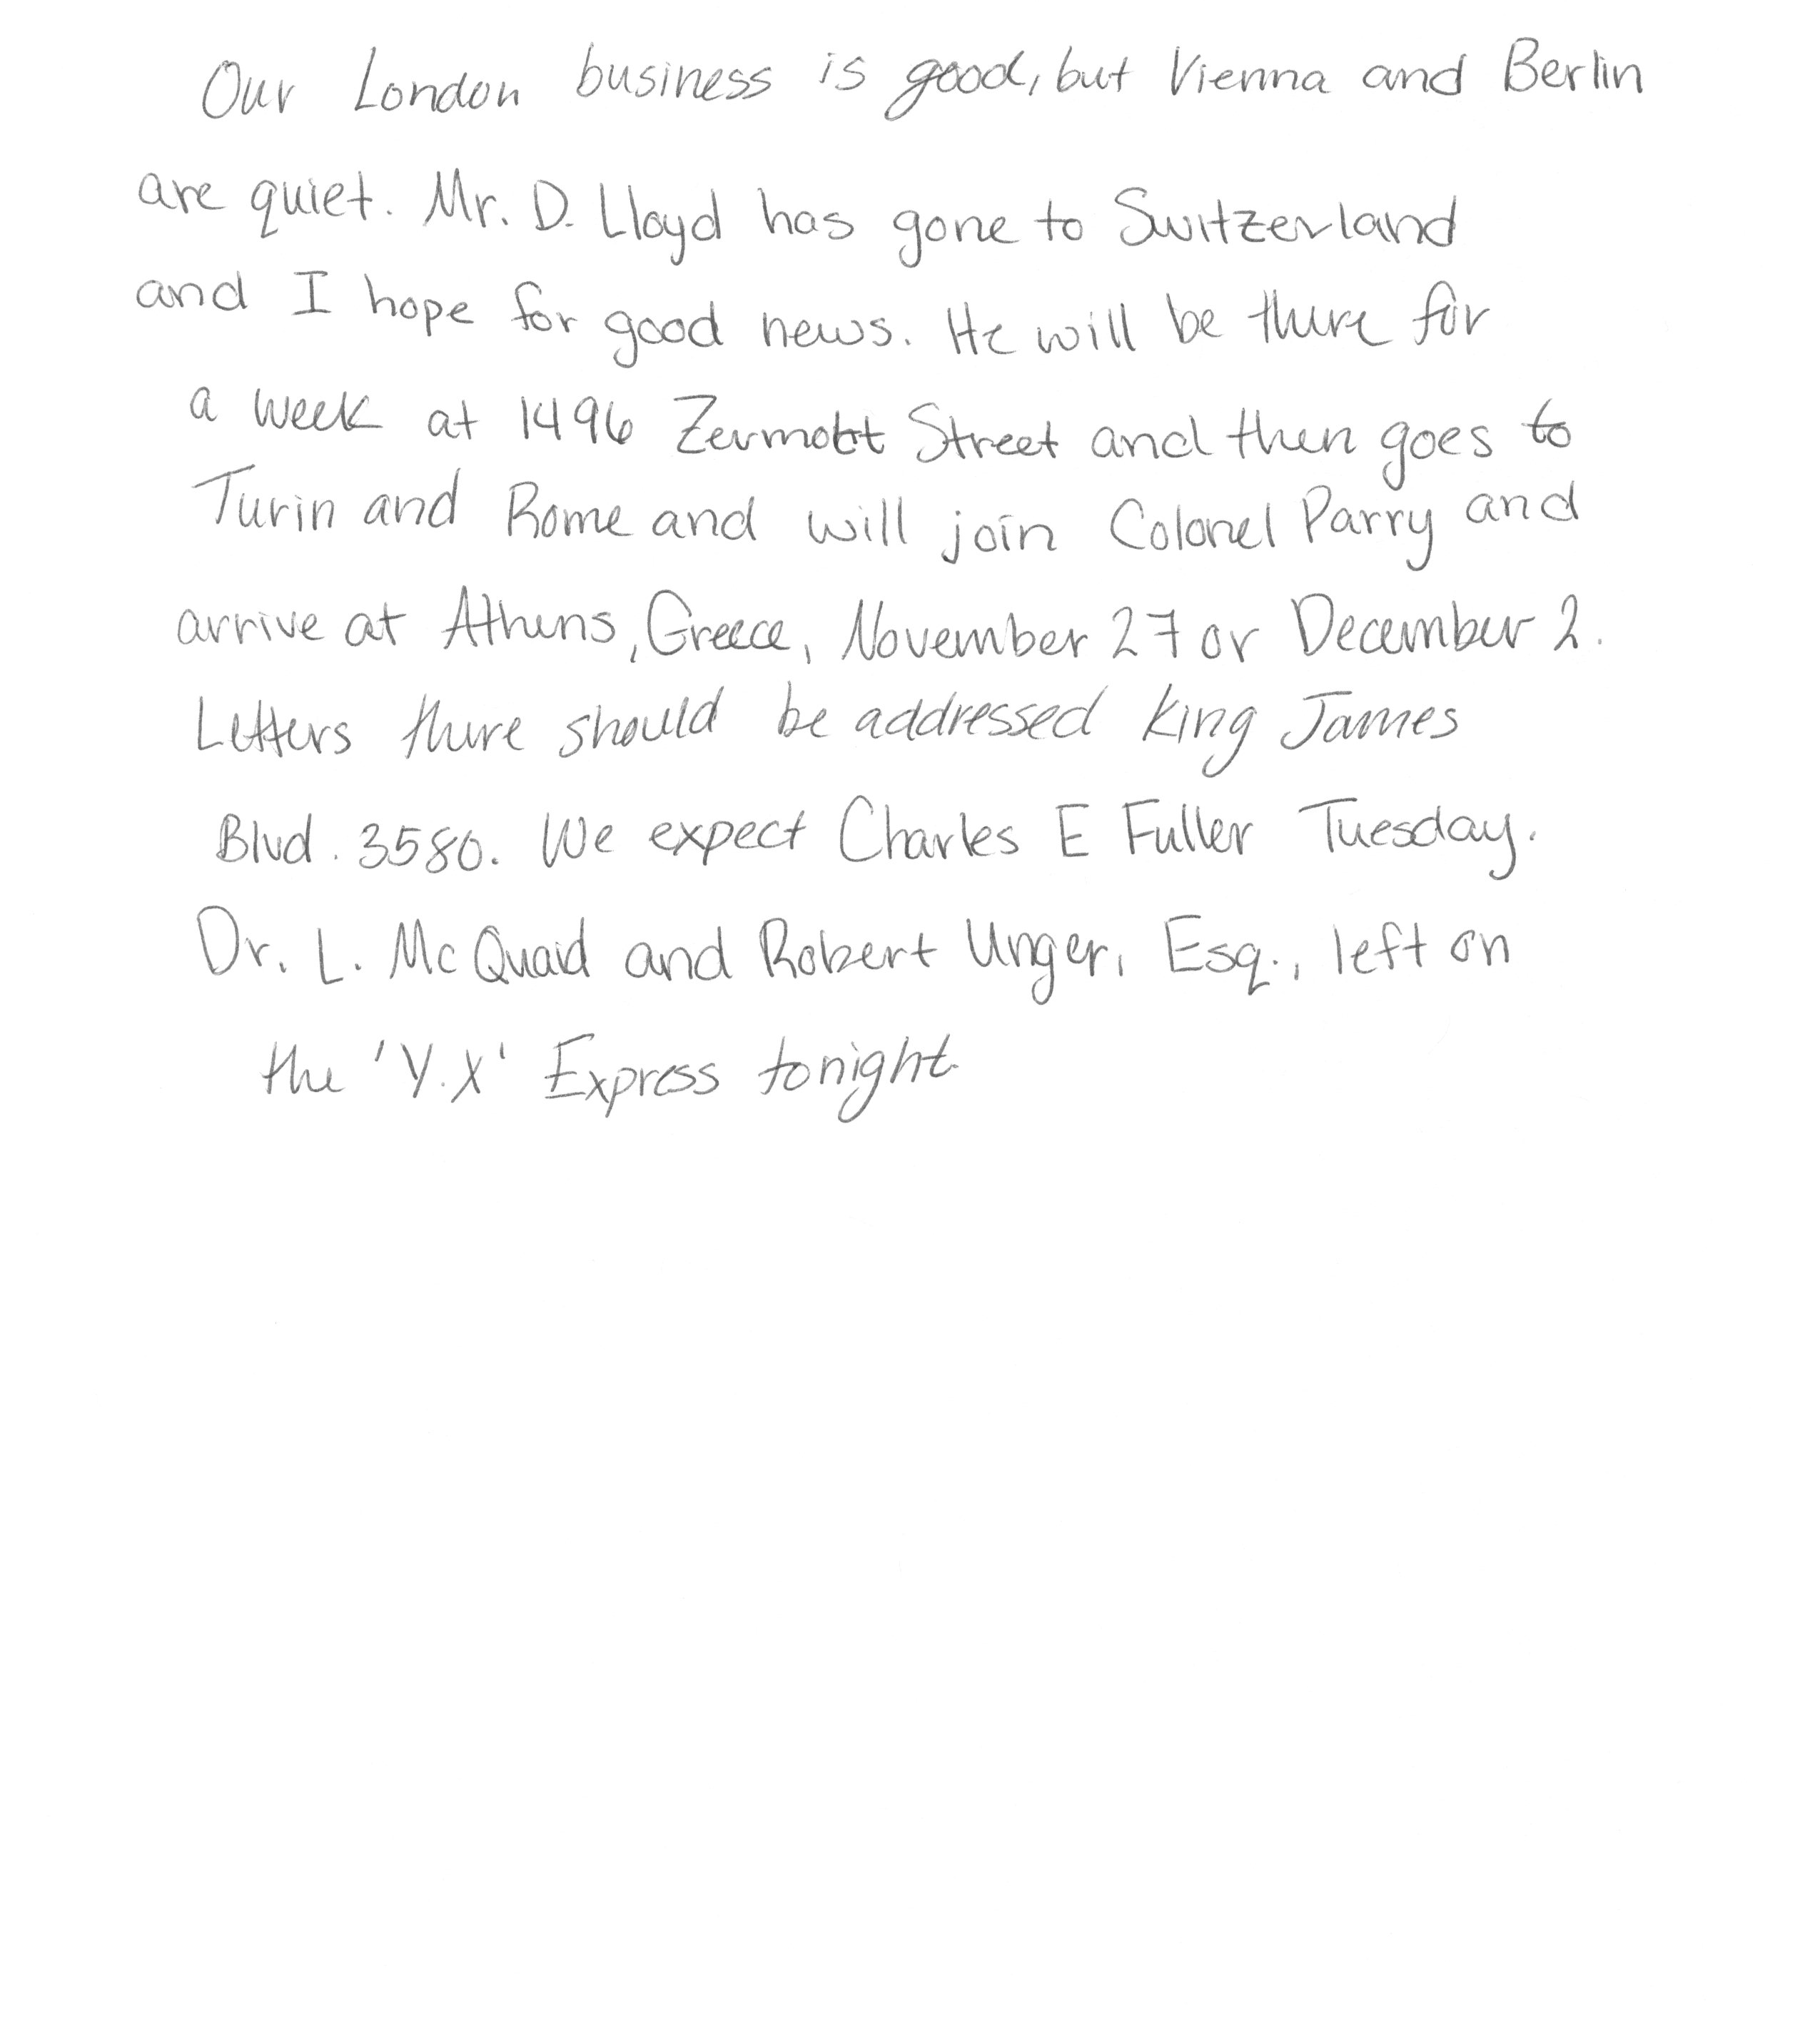 Our London business is good, but Vienna and Berlin
are quiet. Mr. D. Lloyd has gone to Switzerland
and I hope for good news. He will be there for
a week at 1496 Zermott Street and then goes to
Turin and Rome and will join Colonel Parry and
arrive at Athens, Greece, November 27 or December 2.
Letters there should be addressed King James
Blvd. 3580. We expect Charles E Fuller Tuesday.
Dr. L. McQuaid and Robert Unger, Esq., left on
the 'Y.X' Express tonight.